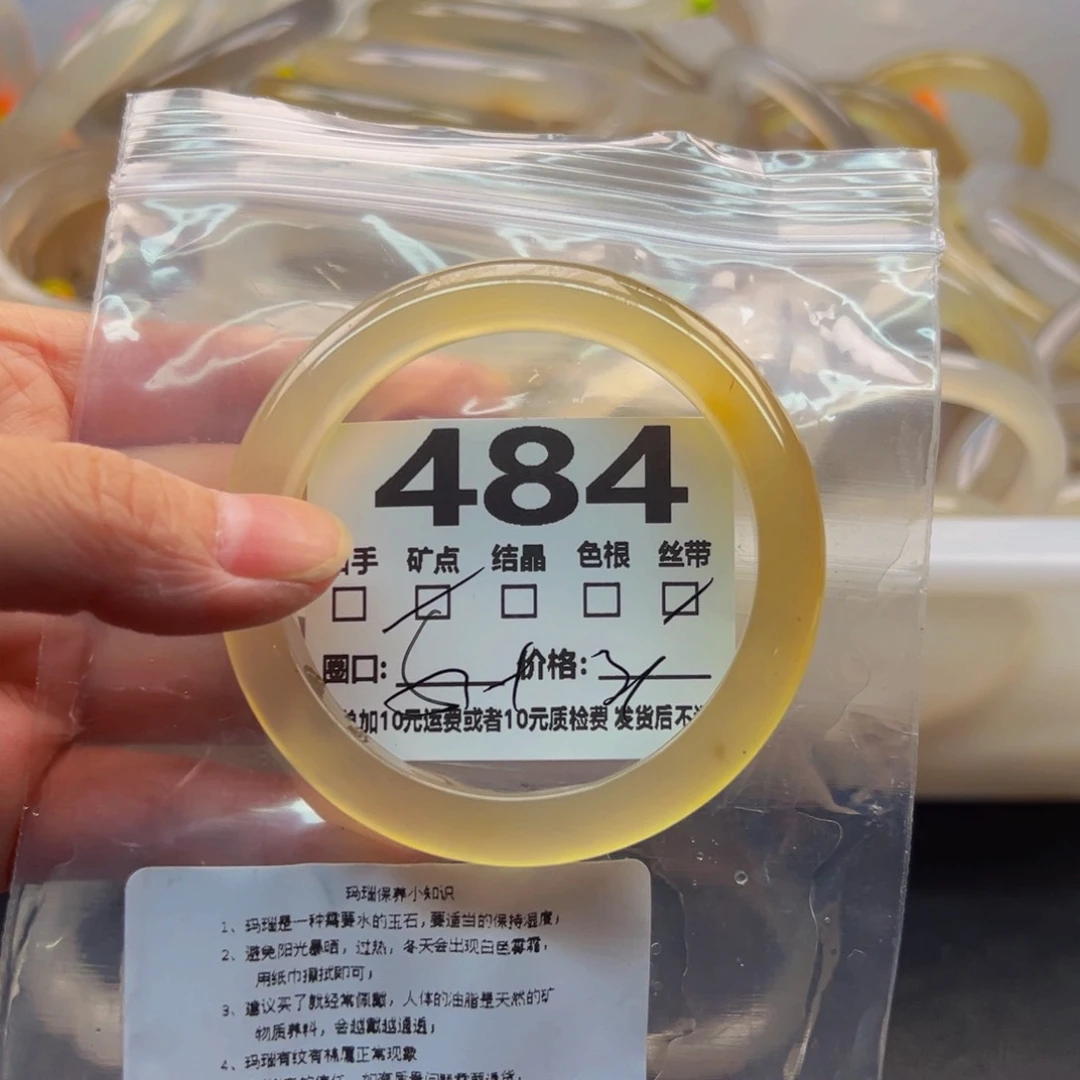 484
手 矿点 结晶 色根 丝带
圈口: 价格:
加10元运费或者10元质检费 发货后不
玛瑙保养小知识
1、玛瑙是一种需要水的玉石，要适当的保持湿度，
2、避免阳光暴晒，过热，冬天会出现白色雾霜，
用纸巾擦拭即可，
3、建议买了就经常佩戴，人体的油脂是天然的矿
物质养料，会越戴越通透，
4、玛瑙有纹有棉属正常现象